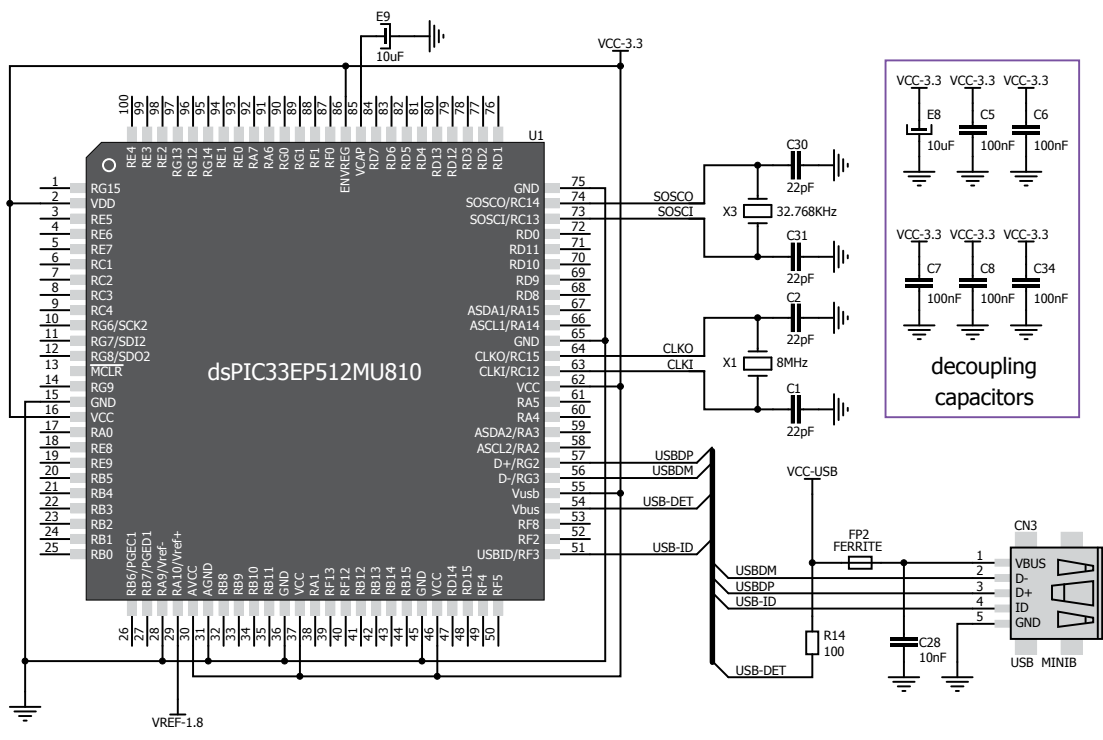 E9
10uF
VCC-3.3
100 99 98 97 96 95 94 93 92 91 90 89 88 87 86 85 84 83 82 81 80 79 78 77 76
U1
RE4 RE3 RE2 RG13 RG12 RG14 RE1 RE0 RA7 RA6 RG0 RG1 RF1 RF0 ENVREG VCAP RD7 RD6 RD5 RD4 RD13 RD12 RD3 RD2 RD1
1 RG15
2 VDD
3 RE5
4 RE6
5 RE7
6 RC1
7 RC2
8 RC3
9 RC4
10 RG6/SCK2
11 RG7/SDI2
12 RG8/SDO2
13 MCLR
14 RG9
15 GND
16 VCC
17 RA0
18 RE8
19 RE9
20 RB5
21 RB4
22 RB3
23 RB2
24 RB1
25 RB0
dsPIC33EP512MU810
GND 75
SOSCO/RC14 74 SOSCO
SOSCI/RC13 73 SOSCI
RD0 72
RD11 71
RD10 70
RD9 69
RD8 68
ASDA1/RA15 67
ASCL1/RA14 66
GND 65
CLKO/RC15 64 CLKO
CLKI/RC12 63 CLKI
VCC 62
RA5 61
RA4 60
ASDA2/RA3 59
ASCL2/RA2 58
D+/RG2 57 USBDP
D-/RG3 56 USBDM
Vusb 55
Vbus 54 USB-DET
RF8 53
RF2 52
USBID/RF3 51 USB-ID
RB6/PGEC1 RB7/PGED1 RA9/Vref- RA10/Vref+ AVCC AGND RB8 RB9 RB10 RB11 GND VCC RA1 RF13 RF12 RB12 RB13 RB14 RB15 GND VCC RD14 RD15 RF4 RF5
26 27 28 29 30 31 32 33 34 35 36 37 38 39 40 41 42 43 44 45 46 47 48 49 50
VREF-1.8
C30
22pF
X3 32.768KHz
C31
22pF
C2
22pF
X1 8MHz
C1
22pF
VCC-3.3 VCC-3.3 VCC-3.3
E8 C5 C6
10uF 100nF 100nF
VCC-3.3 VCC-3.3 VCC-3.3
C7 C8 C34
100nF 100nF 100nF
decoupling
capacitors
VCC-USB
FP2
FERRITE
CN3
1 VBUS
USBDM 2 D-
USBDP 3 D+
USB-ID 4 ID
5 GND
R14
100
C28
10nF
USB-DET
USB MINIB